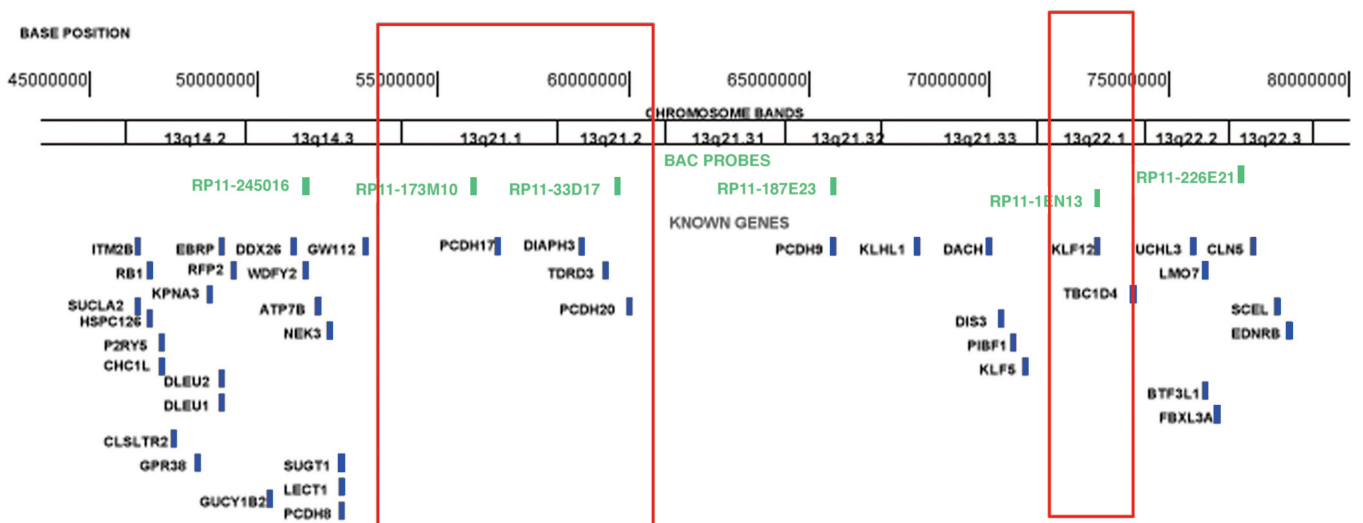 BASE POSITION
45000000 50000000 55000000 60000000 65000000 70000000 75000000 80000000
CHROMOSOME BANDS
13q14.2 13q14.3 13q21.1 13q21.2 13q21.31 13q21.32 13q21.33 13q22.1 13q22.2 13q22.3
BAC PROBES
RP11-226E21
RP11-245016 RP11-173M10 RP11-33D17 RP11-187E23
RP11-1EN13
KNOWN GENES
ITM2B EBRP DDX26 GW112 PCDH17 DIAPH3 PCDH9 KLHL1 DACH KLF12 UCHL3 CLN5
RB1 RFP2 WDFY2 TDRD3 LMO7
KPNA3 TBC1D4
SUCLA2 ATP7B PCDH20 SCEL
HSPC126 NEK3 DIS3 EDNRB
P2RY5 PIBF1
CHC1L KLF5
DLEU2 BTF3L1
DLEU1 FBXL3A
CLSLTR2
GPR38 SUGT1
LECT1
GUCY1B2 PCDH8